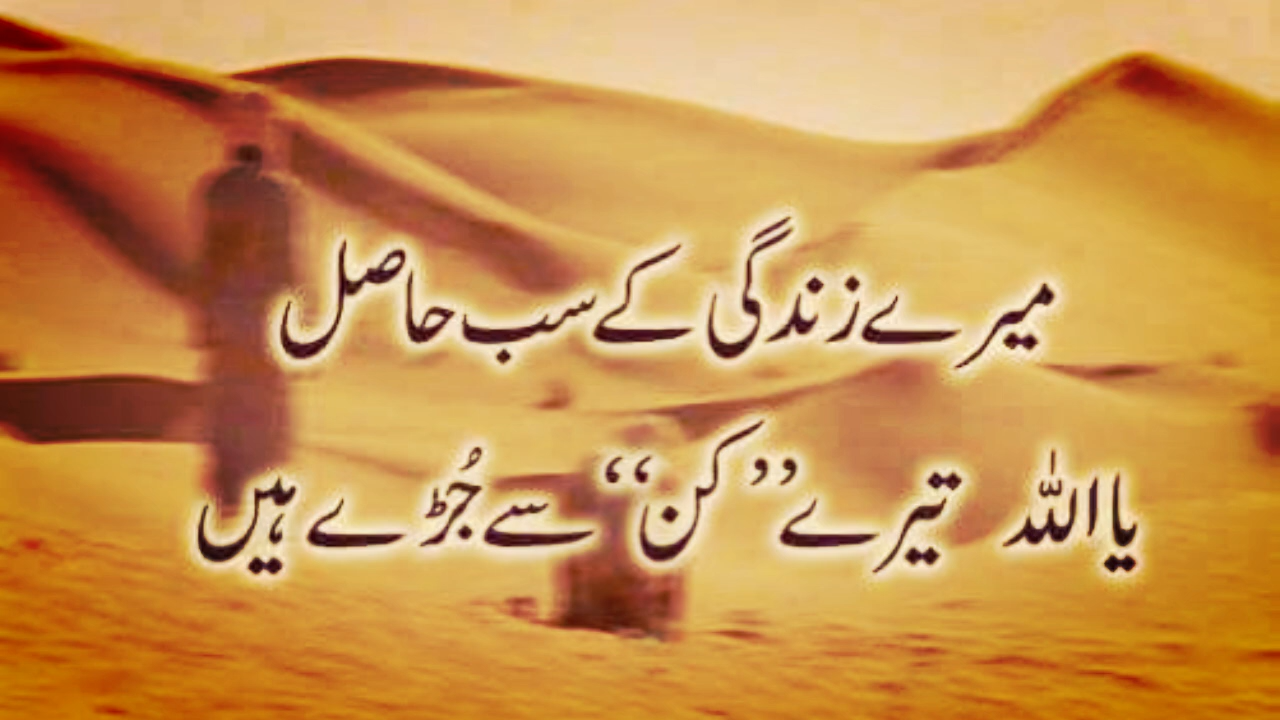 میرے زندگی کے سب حاصل
یا اللہ تیرے ”کن“ سے جُڑے ہیں